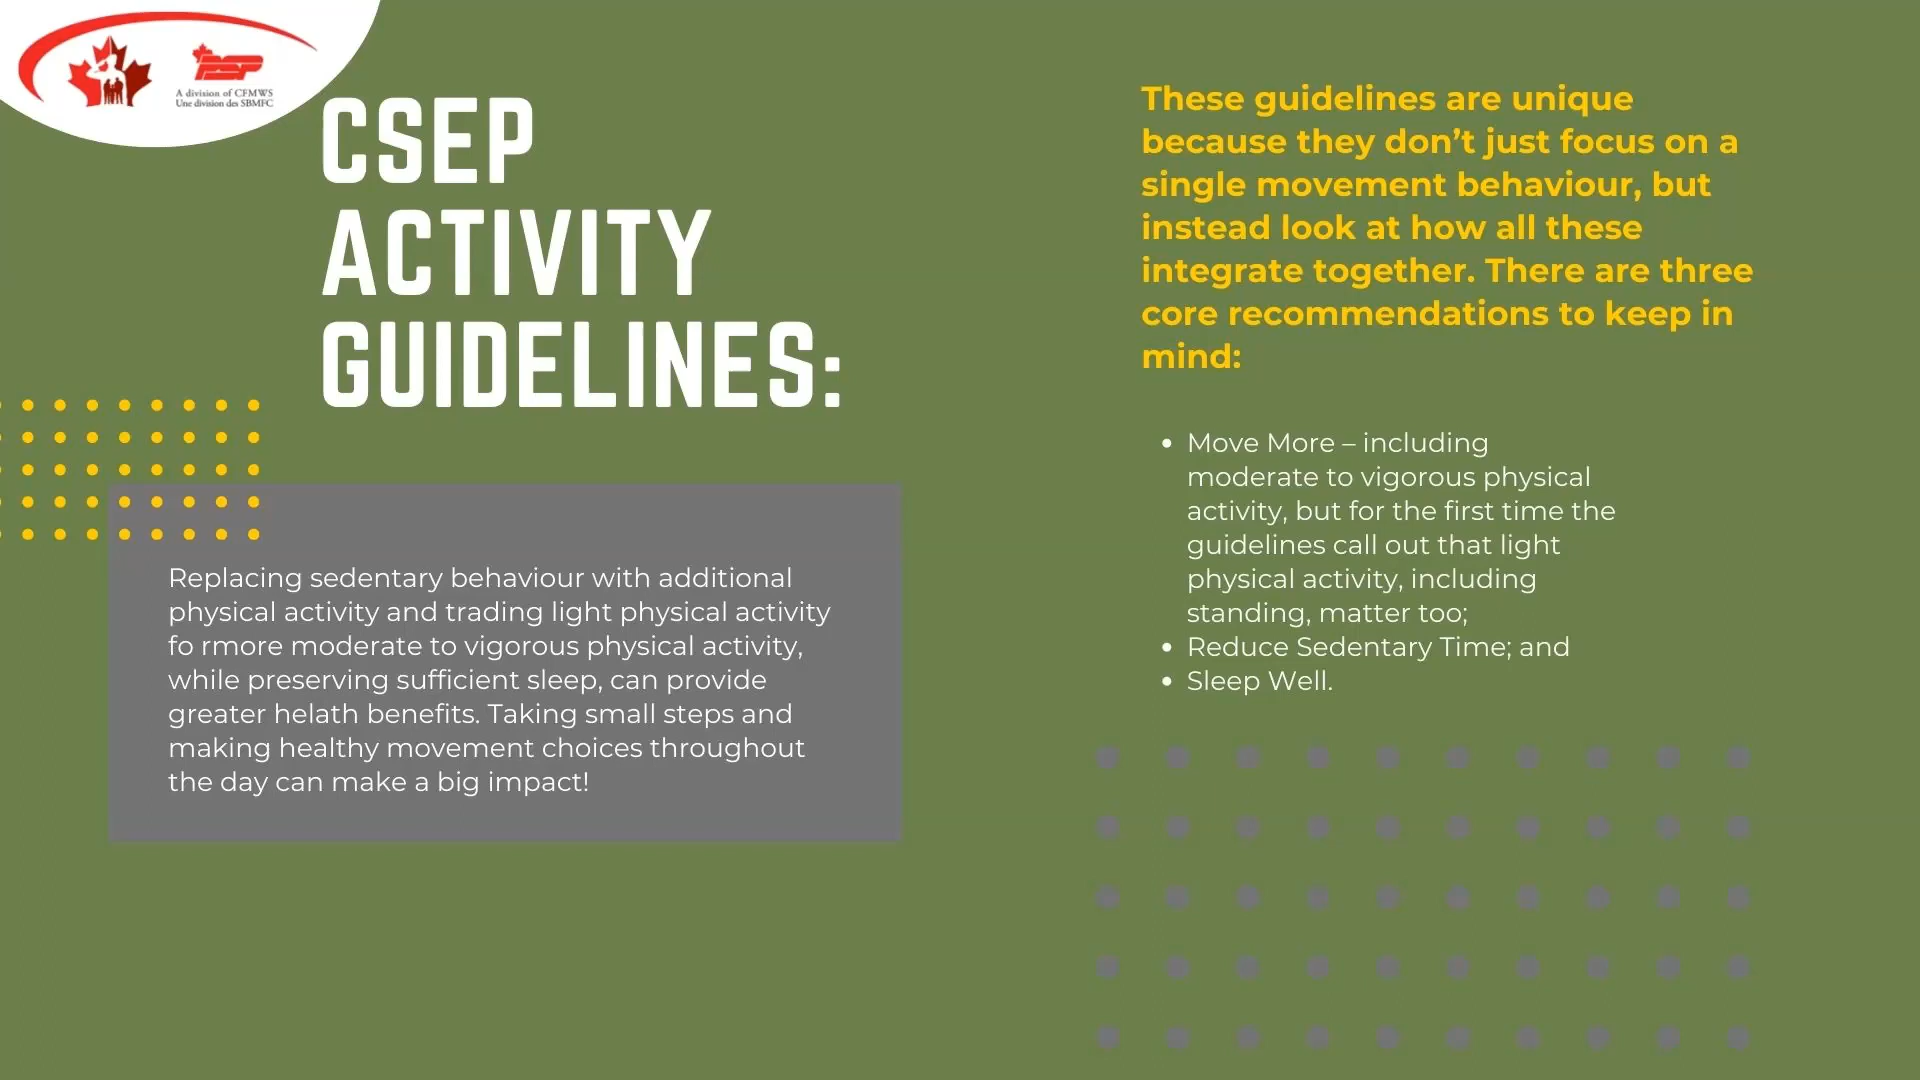 PSP
A division of CFMWS
Une division des SBMFC
CSEP
ACTIVITY
GUIDELINES:
Replacing sedentary behaviour with additional
physical activity and trading light physical activity
fo rmore moderate to vigorous physical activity,
while preserving sufficient sleep, can provide
greater helath benefits. Taking small steps and
making healthy movement choices throughout
the day can make a big impact!
These guidelines are unique
because they don’t just focus on a
single movement behaviour, but
instead look at how all these
integrate together. There are three
core recommendations to keep in
mind:
• Move More – including
moderate to vigorous physical
activity, but for the first time the
guidelines call out that light
physical activity, including
standing, matter too;
• Reduce Sedentary Time; and
• Sleep Well.